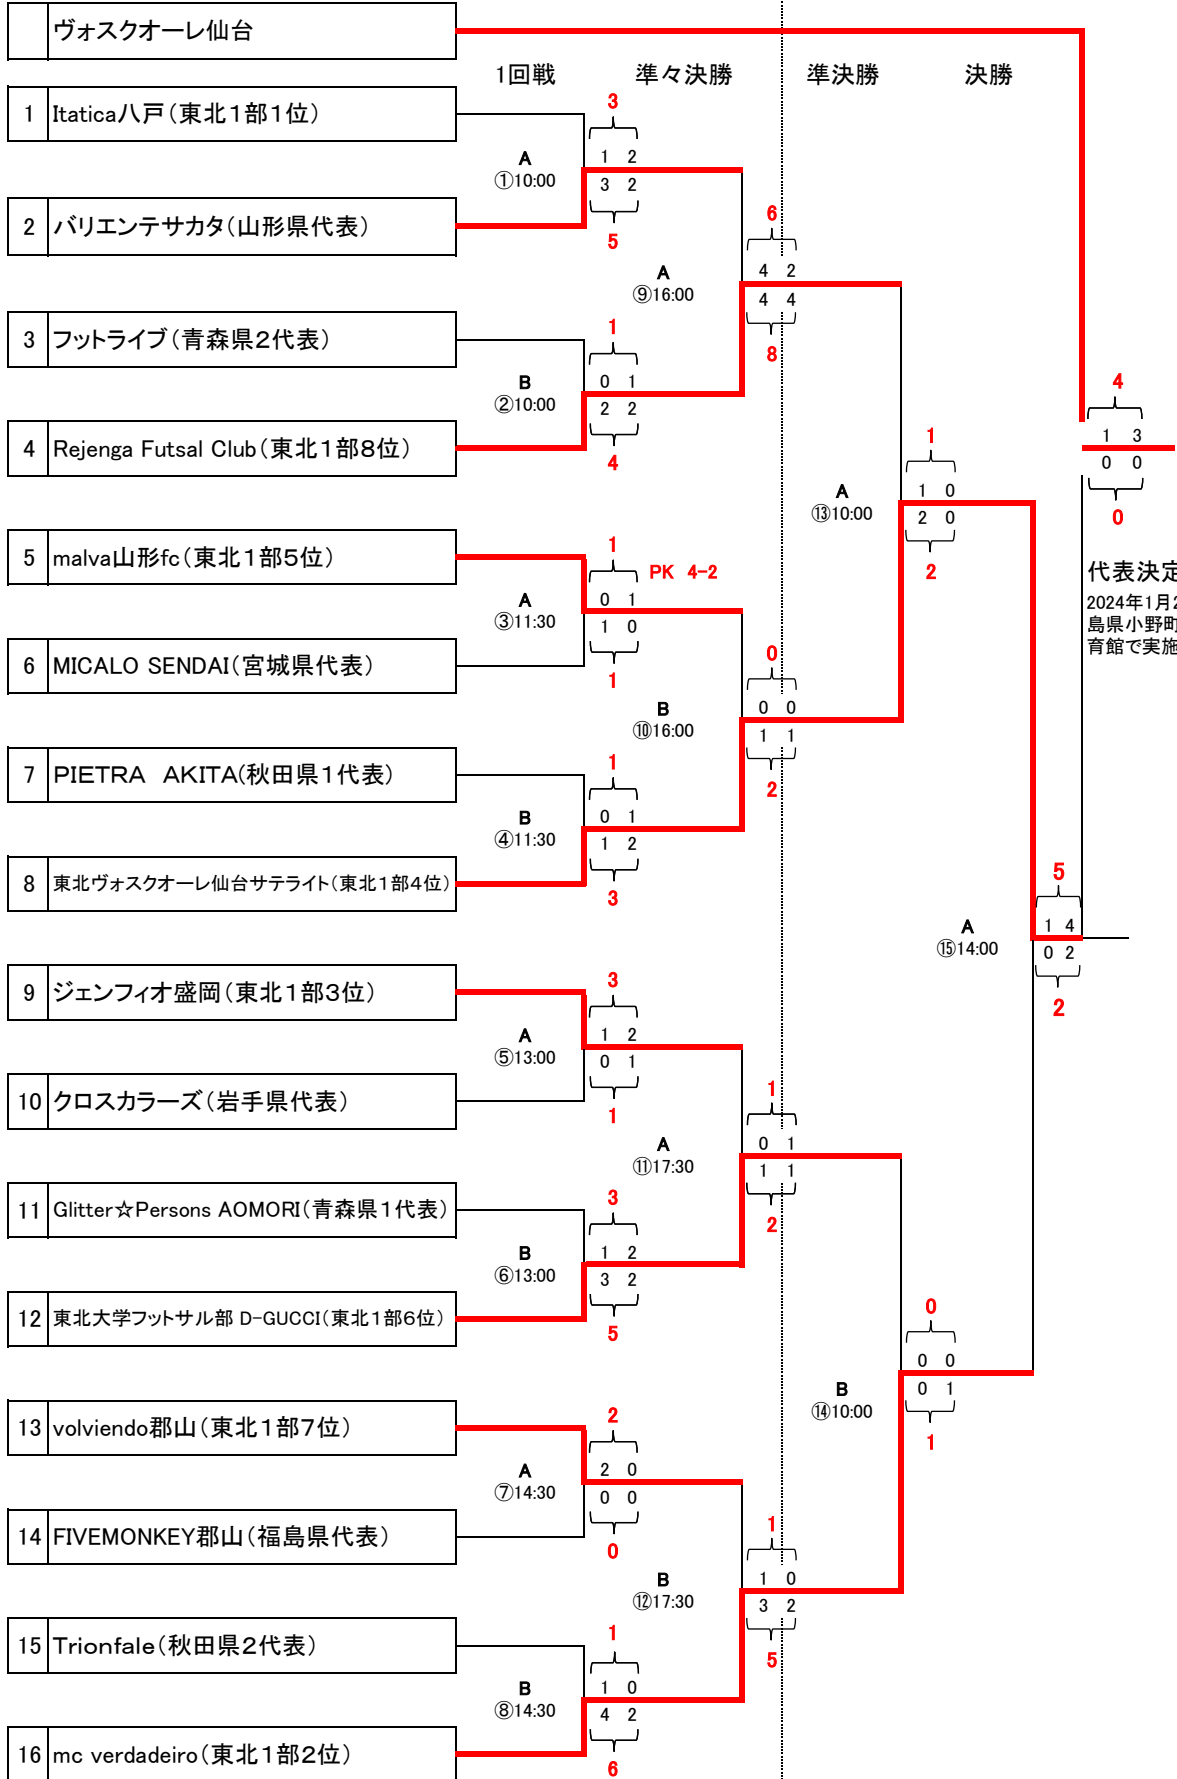 ヴォスクオーレ仙台
1回戦 準々決勝 準決勝 決勝
1 Itatica八戸(東北1部1位)
3
1 2
A
①10:00
3 2
5
2 バリエンテサカタ(山形県代表)
6
4 2
A
⑨16:00
4 4
8
3 フットライブ(青森県2代表)
1
0 1
B
②10:00
2 2
4
4 Rejenga Futsal Club(東北1部8位)
4
1 3
0 0
0
1
1 0
A
⑬10:00
2 0
2
5 malva山形fc(東北1部5位)
1
PK 4-2
0 1
A
③11:30
1 0
1
代表決定
2024年1月2
島県小野町
育館で実施
6 MICALO SENDAI(宮城県代表)
0
0 0
B
⑩16:00
1 1
2
7 PIETRA AKITA(秋田県1代表)
1
0 1
B
④11:30
1 2
3
8 東北ヴォスクオーレ仙台サテライト(東北1部4位)
5
1 4
A
⑮14:00
0 2
2
9 ジェンフィオ盛岡(東北1部3位)
3
1 2
A
⑤13:00
0 1
1
10 クロスカラーズ(岩手県代表)
1
0 1
A
⑪17:30
1 1
2
11 Glitter☆Persons AOMORI(青森県1代表)
3
1 2
B
⑥13:00
3 2
5
12 東北大学フットサル部 D-GUCCI(東北1部6位)
0
0 0
B
⑭10:00
0 1
1
13 volviendo郡山(東北1部7位)
2
2 0
A
⑦14:30
0 0
0
14 FIVEMONKEY郡山(福島県代表)
1
1 0
B
⑫17:30
3 2
5
15 Trionfale(秋田県2代表)
1
1 0
B
⑧14:30
4 2
6
16 mc verdadeiro(東北1部2位)